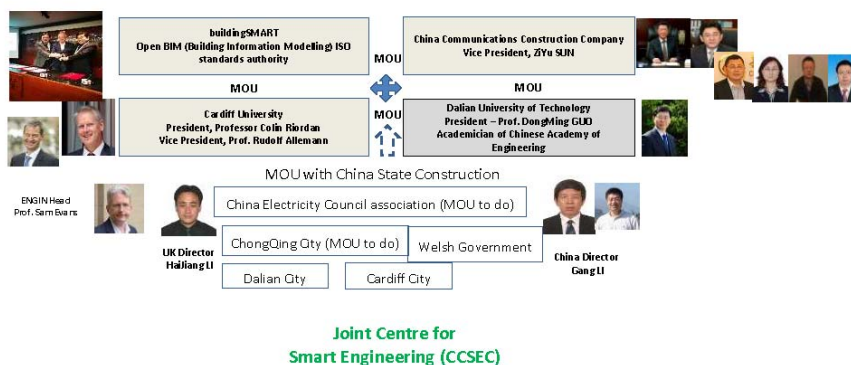 buildingSMART
Open BIM (Building Information Modelling) ISO
standards authority
MOU
China Communications Construction Company
Vice President, ZiYu SUN
MOU
MOU
MOU
Cardiff University
President, Professor Colin Riordan
Vice President, Prof. Rudolf Allemann
Dalian University of Technology
President – Prof. DongMing GUO
Academician of Chinese Academy of
Engineering
MOU with China State Construction
ENGIN Head
Prof. Sam Evans
China Electricity Council association (MOU to do)
ChongQing City (MOU to do)
Welsh Government
UK Director
HaiJiang LI
China Director
Gang LI
Dalian City
Cardiff City
Joint Centre for
Smart Engineering (CCSEC)